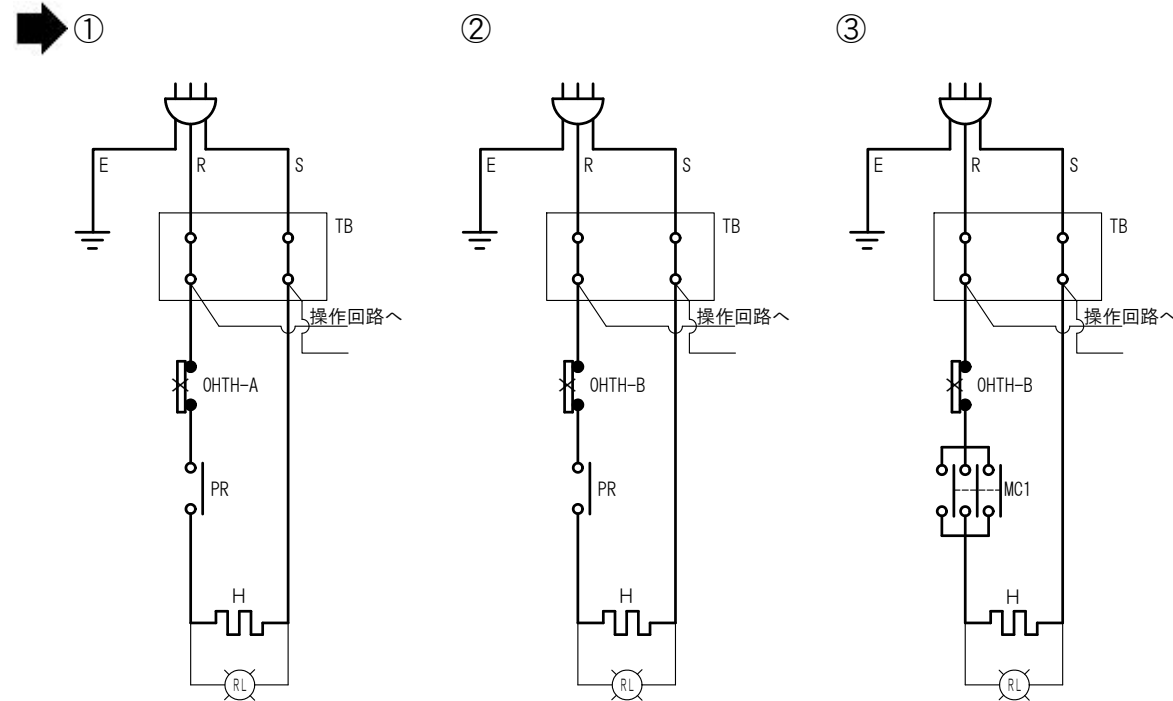 ① ② ③
E R S E R S E R S
TB TB TB
操作回路へ 操作回路へ 操作回路へ
OHTH-A OHTH-B OHTH-B
PR PR MC1
H H H
RL RL RL